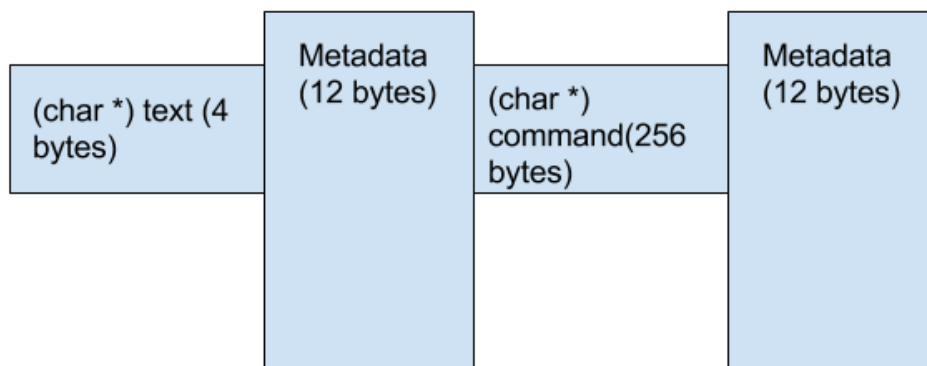 (char *) text (4
bytes)
Metadata
(12 bytes)
(char *)
command(256
bytes)
Metadata
(12 bytes)